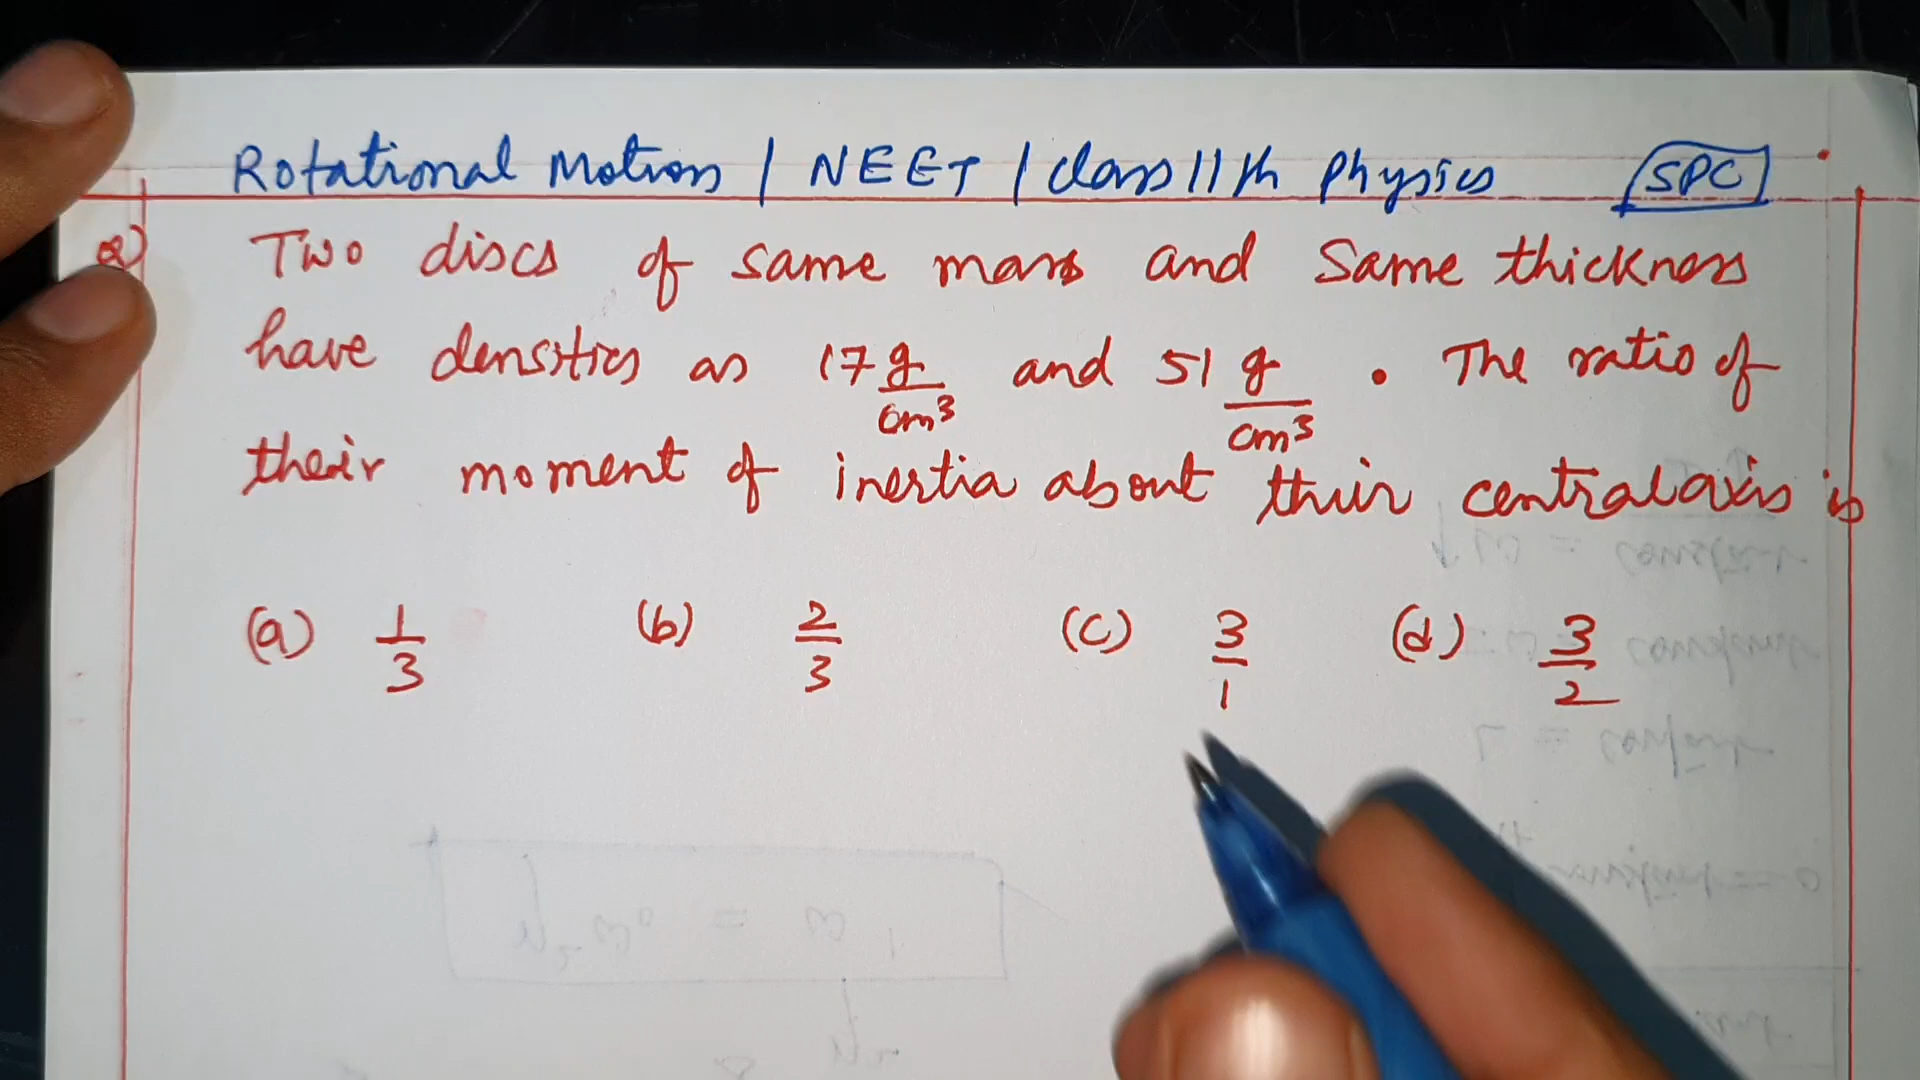 Rotational Motion / NEET / class 11th Physics SPC
Q) Two discs of same mass and same thickness
have densities as 17 g/cm³ and 51 g/cm³ . The ratio of
their moment of inertia about their central axis is
(a) 1/3 (b) 2/3 (c) 3/1 (d) 3/2